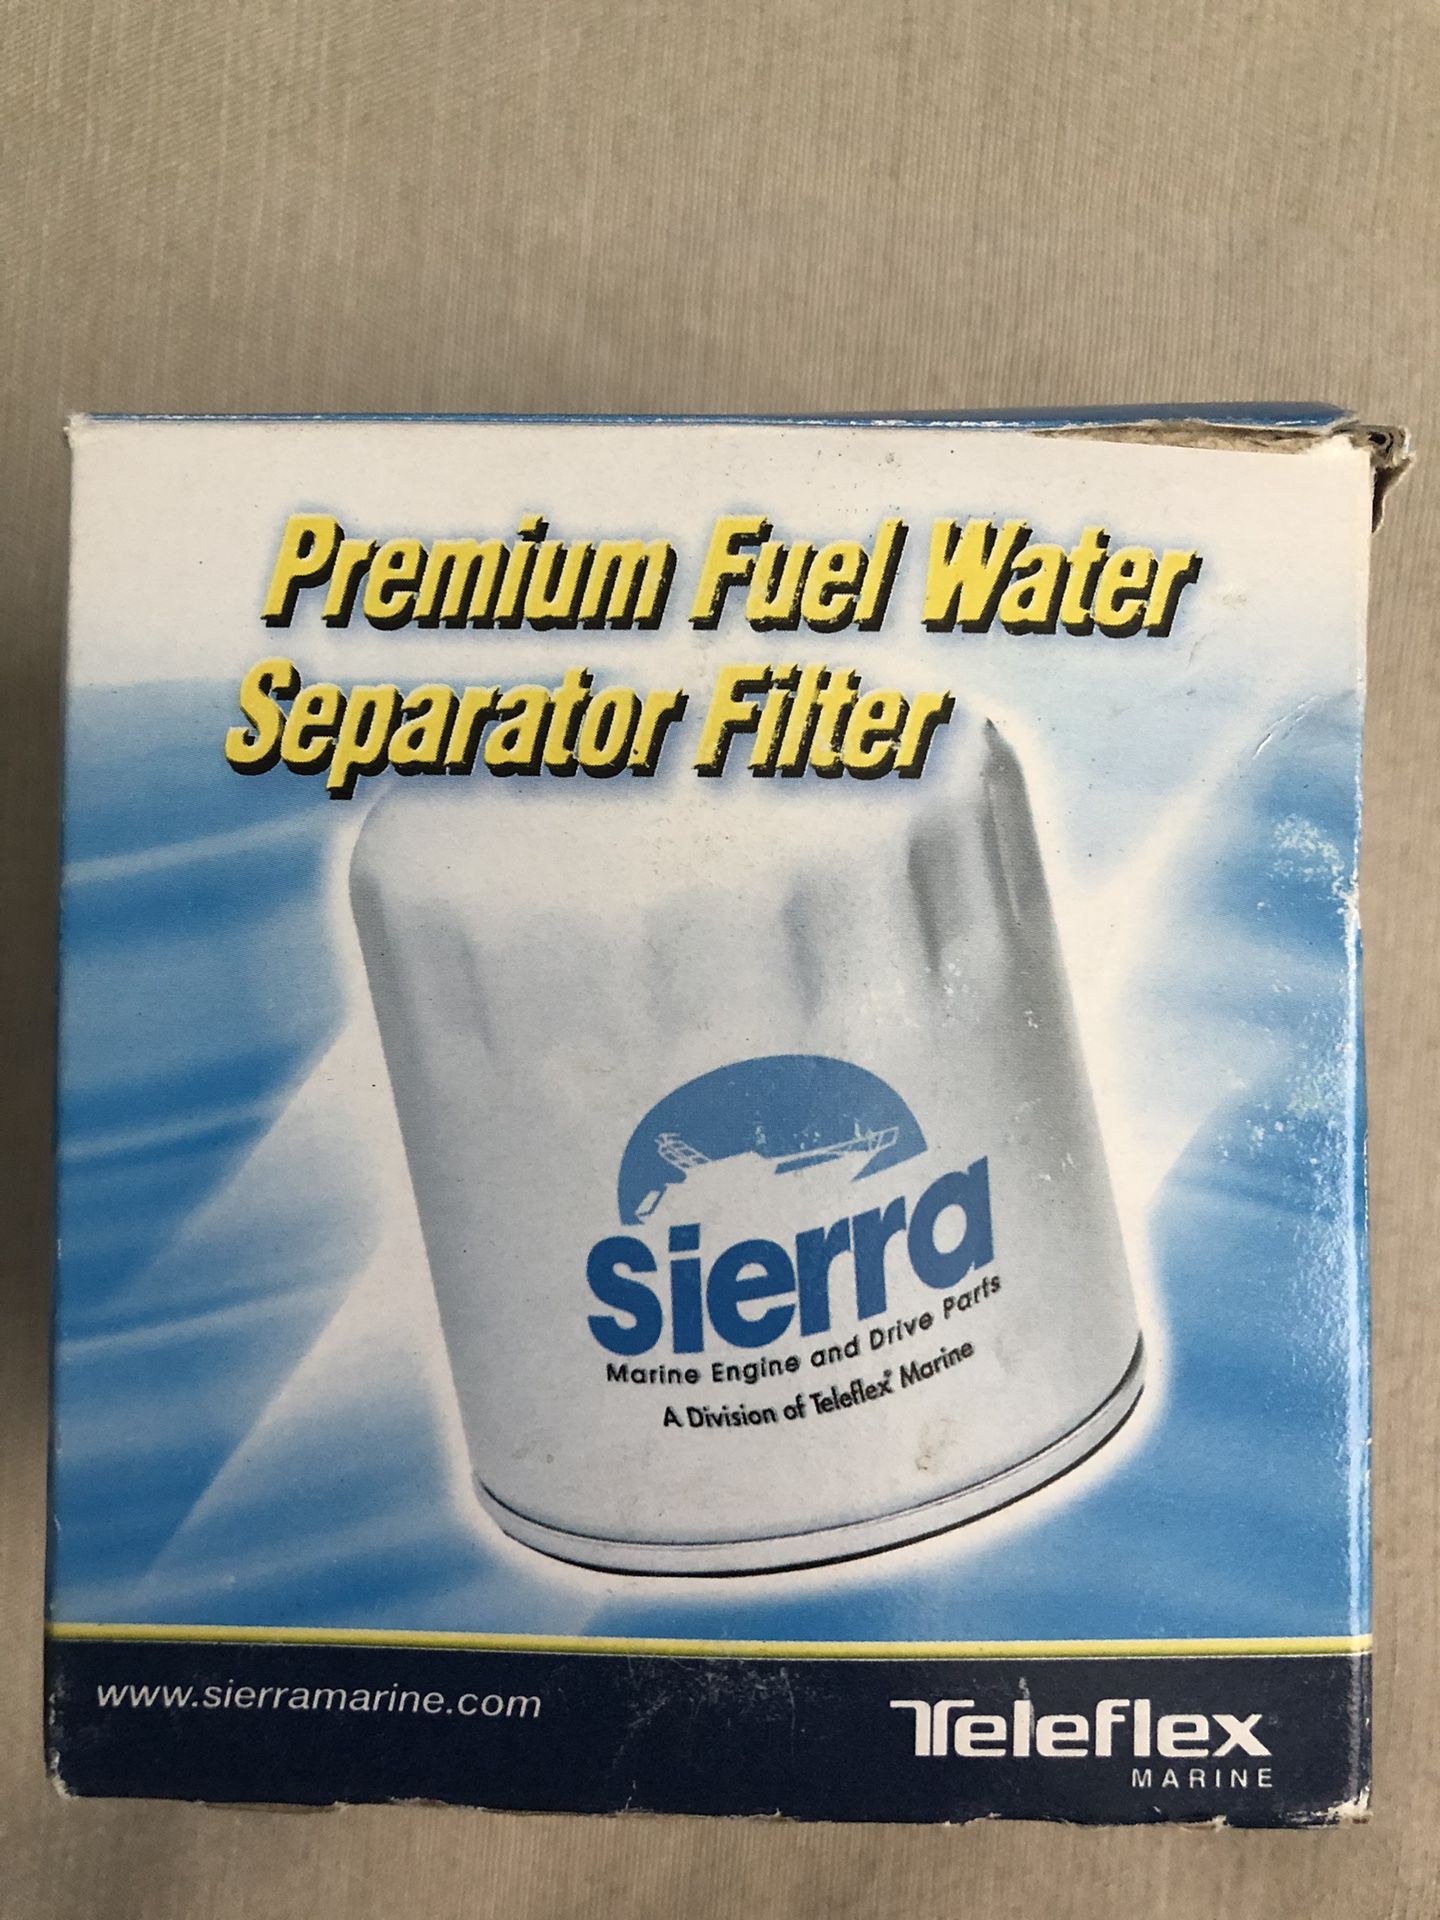 Premium Fuel Water
Separator Filter
Sierra
Marine Engine and Drive Parts
A Division of Teleflex® Marine
www.sierramarine.com
Teleflex
MARINE